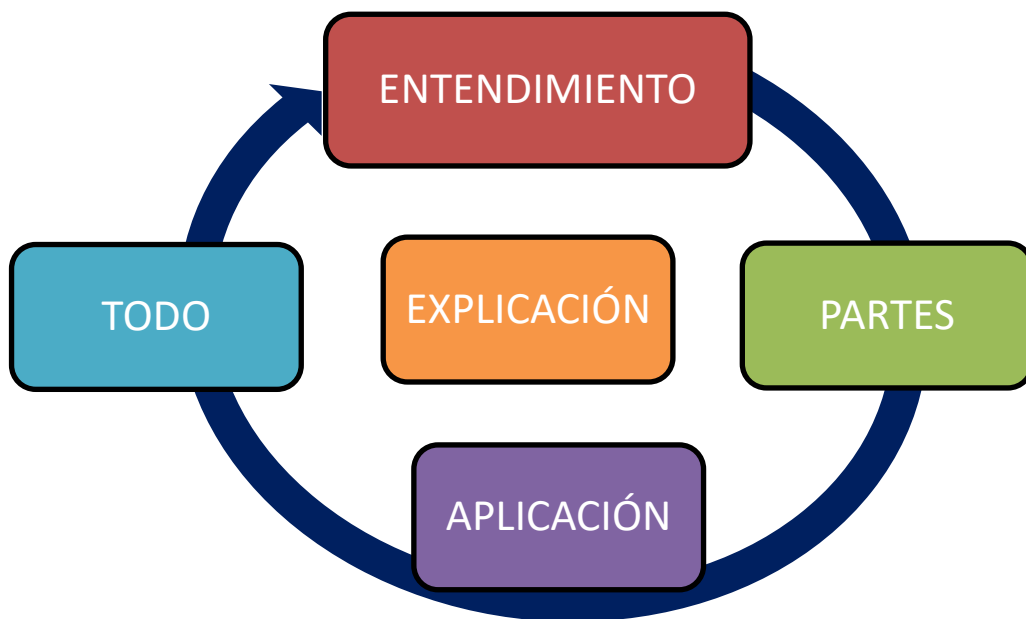 ENTENDIMIENTO
TODO
EXPLICACIÓN
PARTES
APLICACIÓN